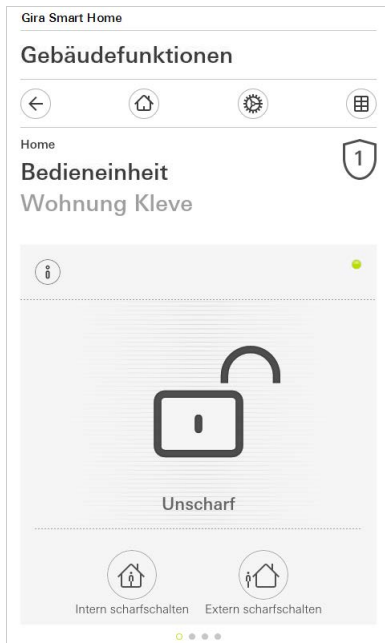 Gira Smart Home
Gebäudefunktionen
Home
1
Bedieneinheit
Wohnung Kleve
Unscharf
Intern scharfschalten Extern scharfschalten